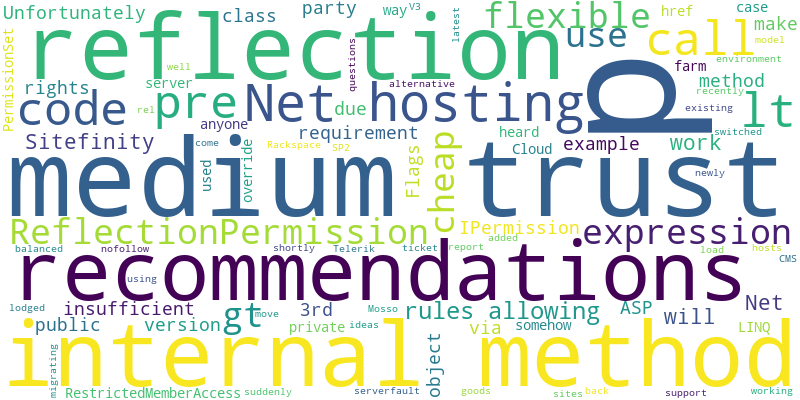 Unfortunately
reflection
class
party
way
V3
latest
flexible
href
case
use
call
make
model
well
questions
environment
PermissionSet
rights
server
code
rel
pre
Net
hosting
due
alternative
q
farm
method
recently
lt
existing
anyone
requirement
heard
switched
Sitefinity
come
Rackspace
SP2
Cloud
example
work
medium
trust
used
override
Flags
cheap
newly
ReflectionPermission
IPermission
expression
added
balanced
nofollow
shortly
Telerik
ticket
report
load
hosts
CMS
recommendations
using
lodged
insufficient
gt
move
3rd
Mosso
rules allowing
ASP
will
Net
public
version
private
ideas
via
somehow
LINQ
internal method
object
migrating
RestrictedMemberAccess
suddenly
serverfault
goods
sites
back
support
working